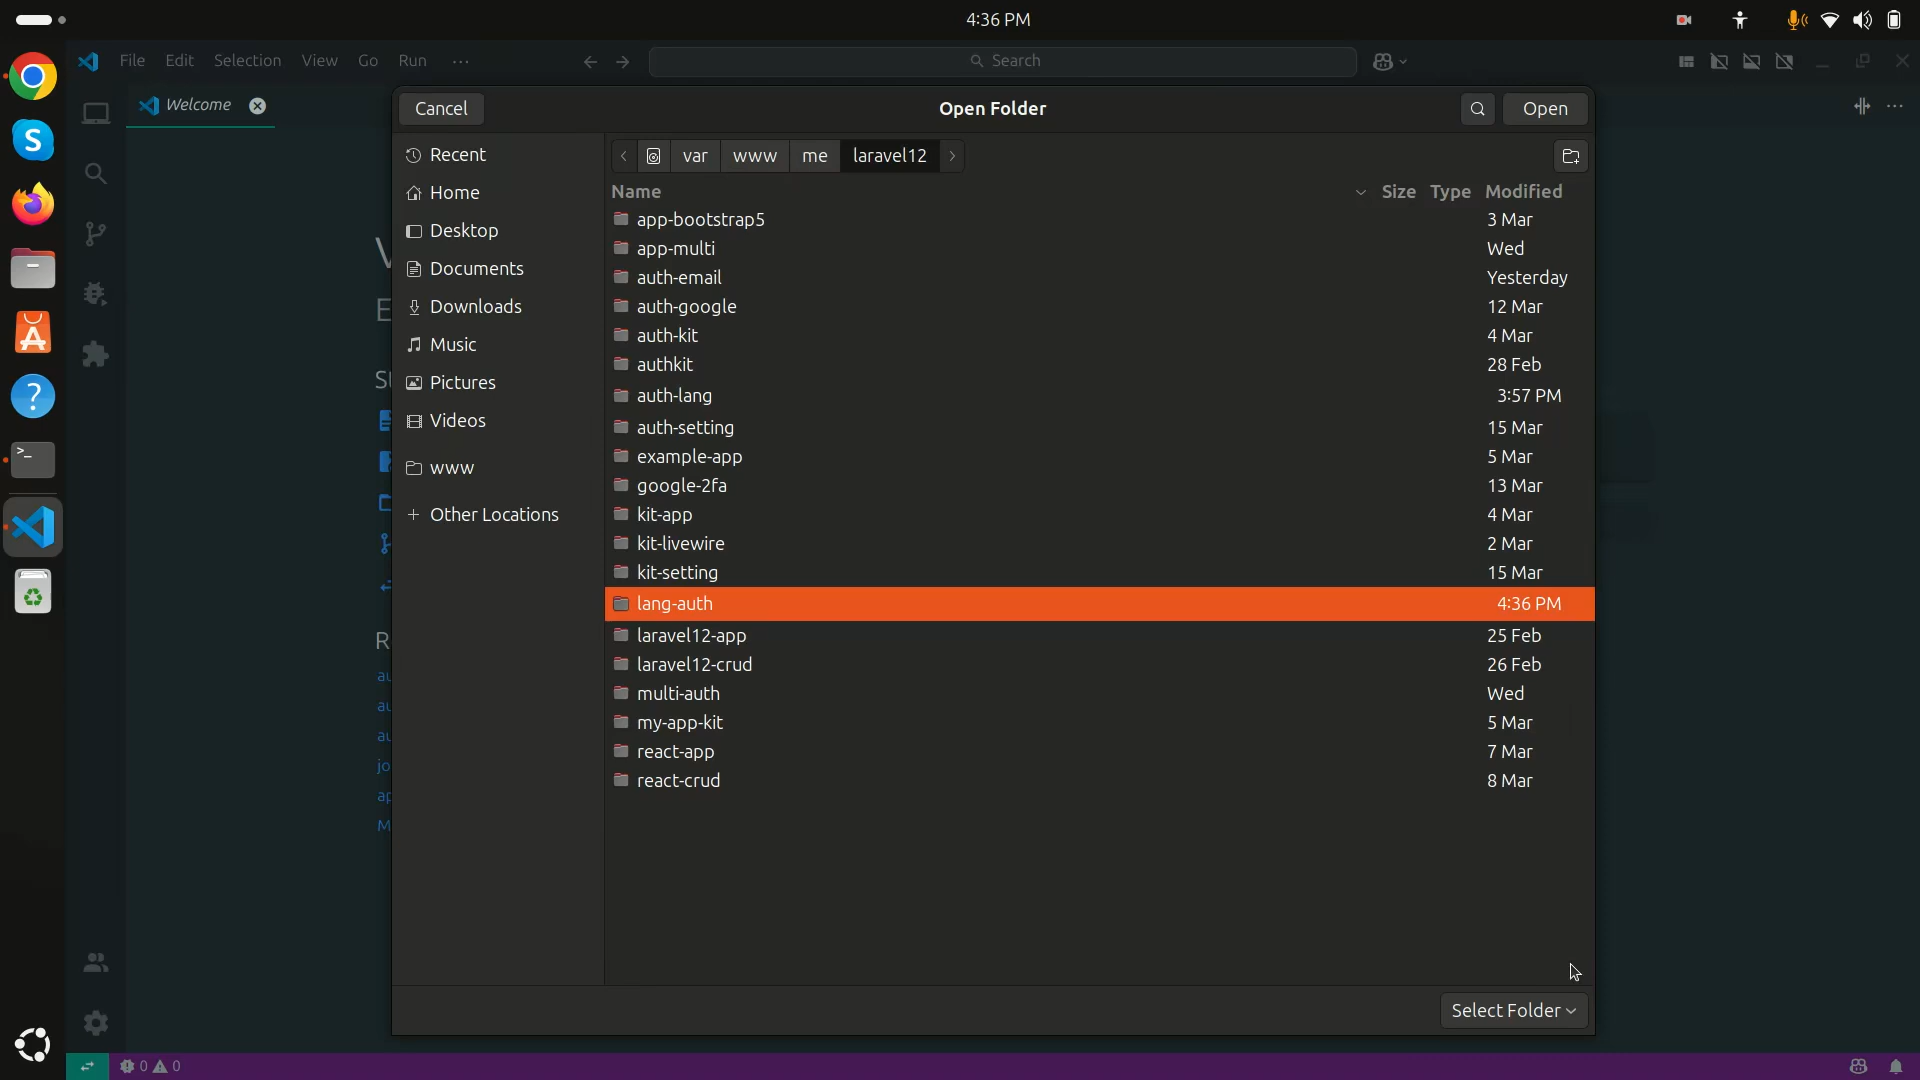 4:36 PM
File Edit Selection View Go Run ···
Search
Welcome
Cancel
Open Folder
Open
Recent
Home
Desktop
Documents
Downloads
Music
Pictures
Videos
www
Other Locations
var www me laravel12
Name Size Type Modified
app-bootstrap5 3 Mar
app-multi Wed
auth-email Yesterday
auth-google 12 Mar
auth-kit 4 Mar
authkit 28 Feb
auth-lang 3:57 PM
auth-setting 15 Mar
example-app 5 Mar
google-2fa 13 Mar
kit-app 4 Mar
kit-livewire 2 Mar
kit-setting 15 Mar
lang-auth 4:36 PM
laravel12-app 25 Feb
laravel12-crud 26 Feb
multi-auth Wed
my-app-kit 5 Mar
react-app 7 Mar
react-crud 8 Mar
Select Folder
0 0